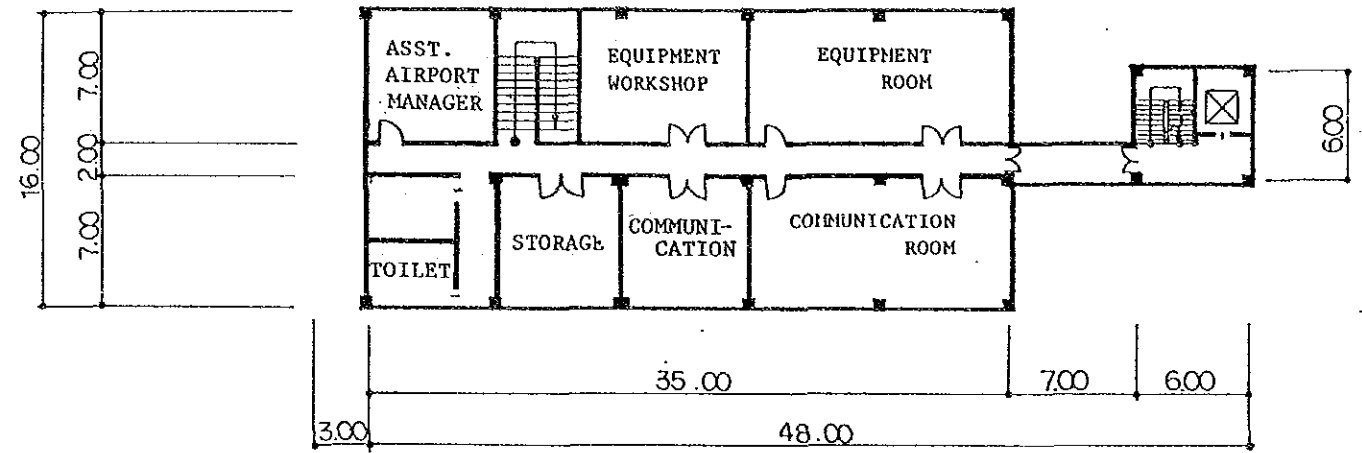 ASST.
AIRPORT
MANAGER
EQUIPMENT
WORKSHOP
EQUIPMENT
ROOM
TOILET
STORAGE
COMMUNI-
CATION
COMMUNICATION
ROOM
16.00
7.00
2.00
7.00
6.00
35.00
7.00
6.00
3.00
48.00